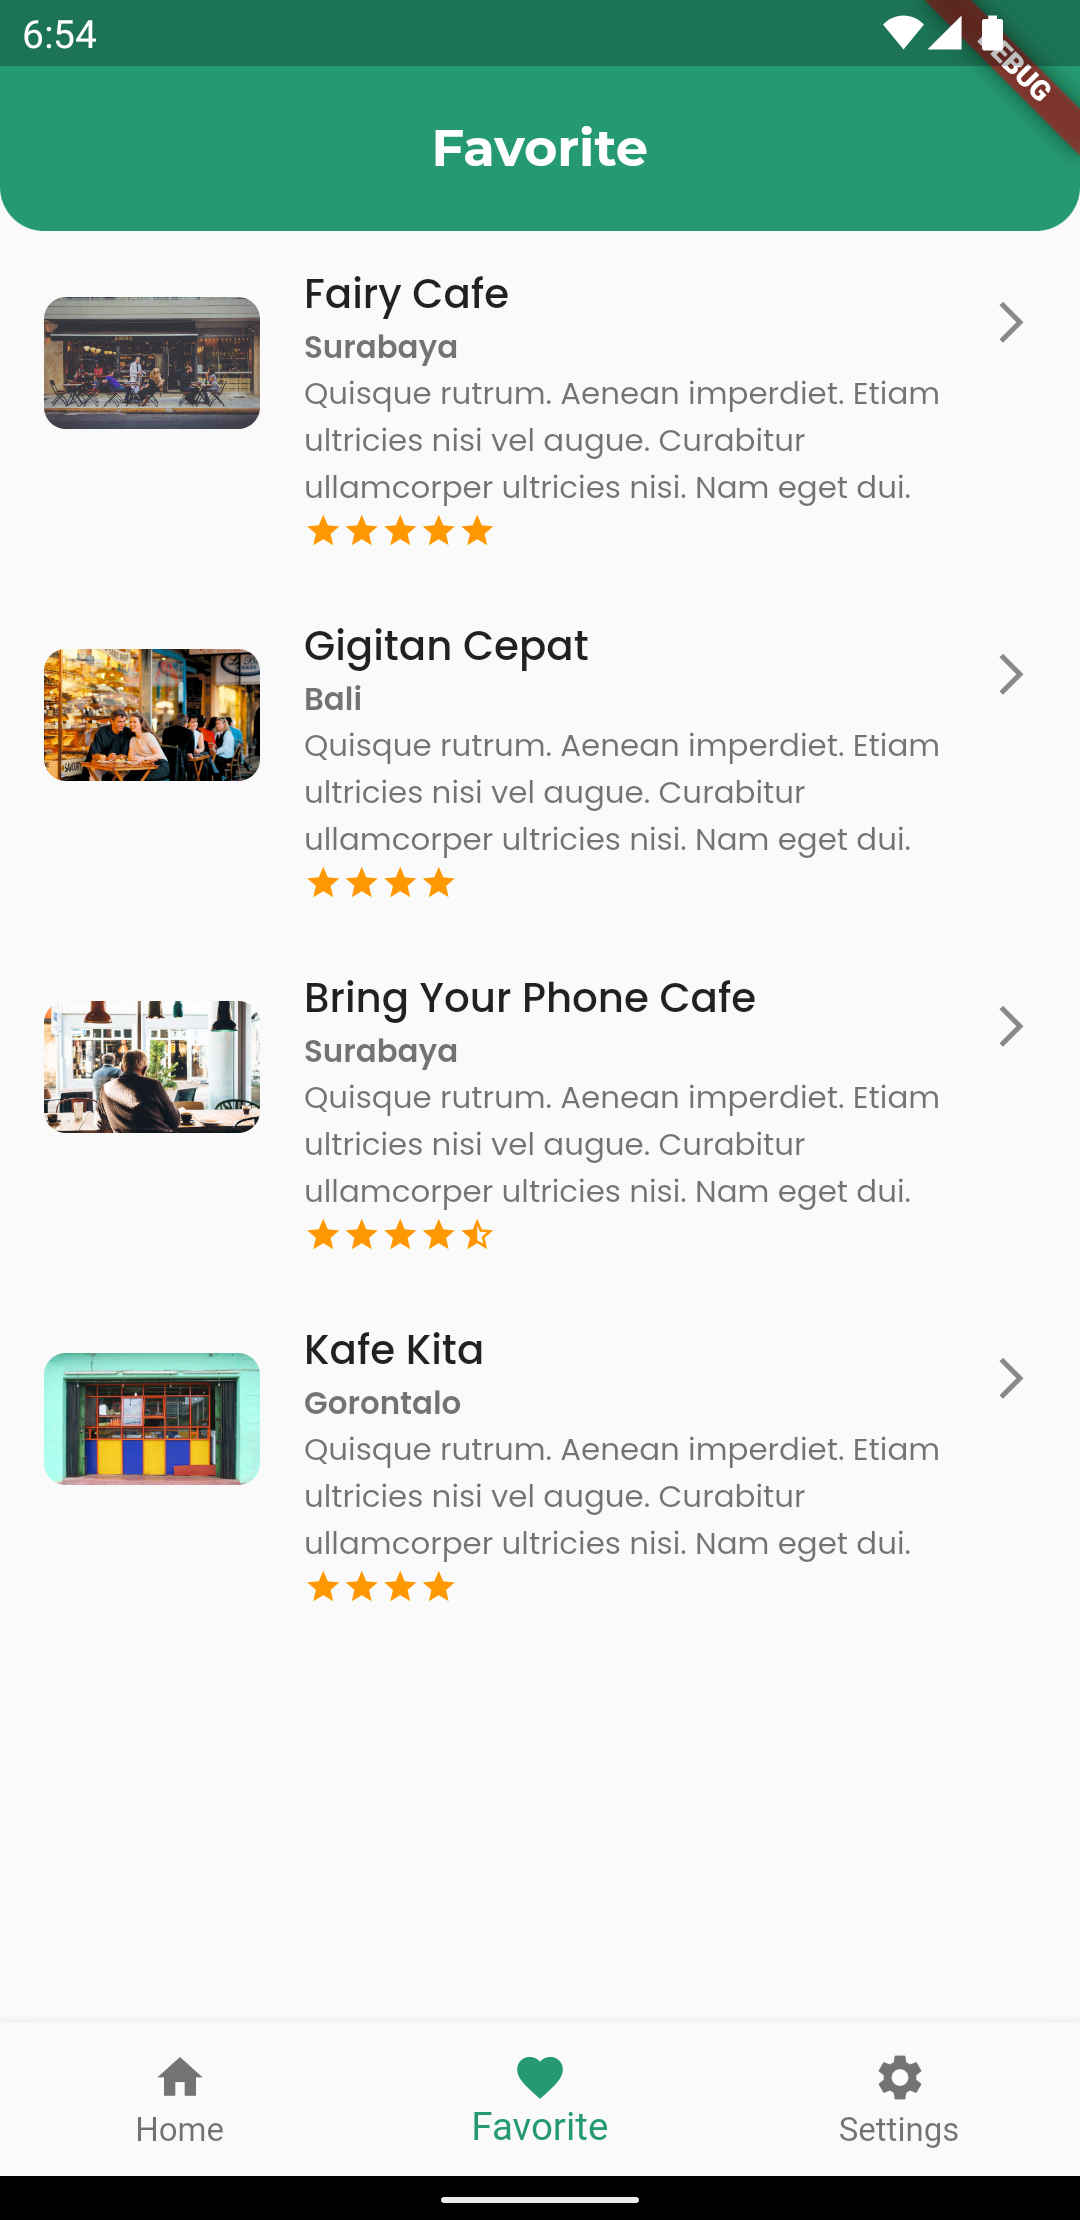 6:54
DEBUG
Favorite
Fairy Cafe
Surabaya
Quisque rutrum. Aenean imperdiet. Etiam
ultricies nisi vel augue. Curabitur
ullamcorper ultricies nisi. Nam eget dui.
Gigitan Cepat
Bali
Quisque rutrum. Aenean imperdiet. Etiam
ultricies nisi vel augue. Curabitur
ullamcorper ultricies nisi. Nam eget dui.
Bring Your Phone Cafe
Surabaya
Quisque rutrum. Aenean imperdiet. Etiam
ultricies nisi vel augue. Curabitur
ullamcorper ultricies nisi. Nam eget dui.
Kafe Kita
Gorontalo
Quisque rutrum. Aenean imperdiet. Etiam
ultricies nisi vel augue. Curabitur
ullamcorper ultricies nisi. Nam eget dui.
Home
Favorite
Settings